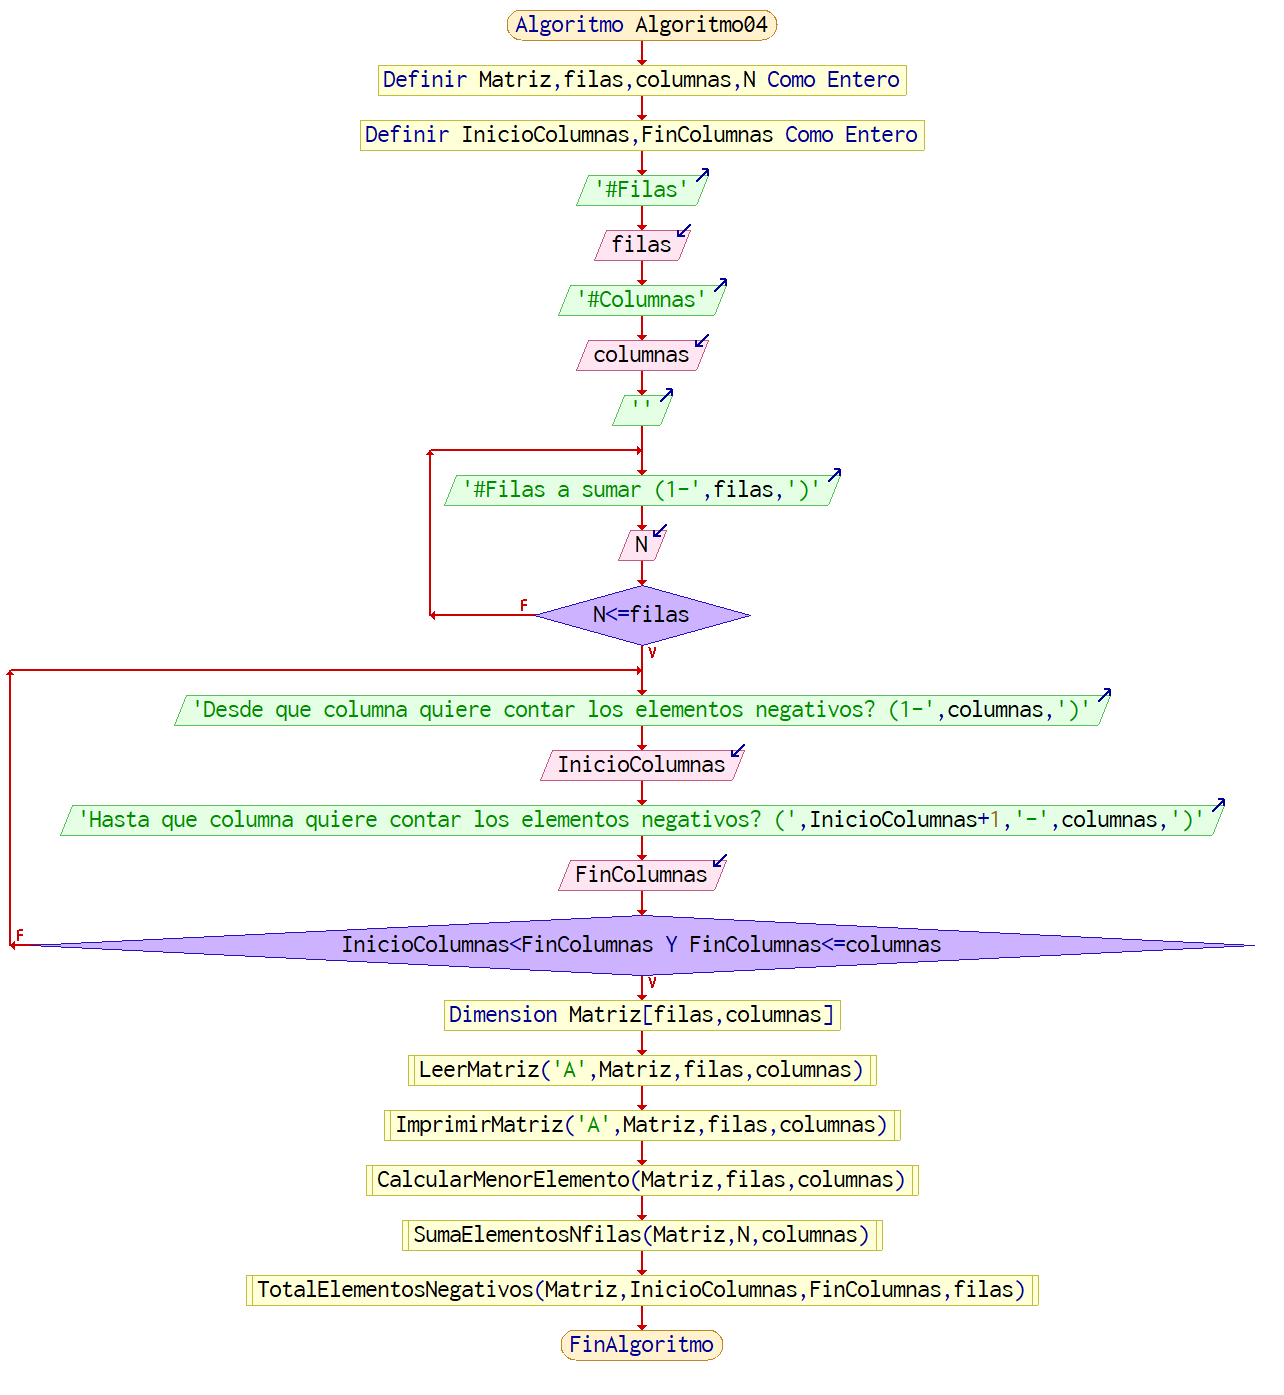 Algoritmo Algoritmo04
Definir Matriz,filas,columnas,N Como Entero
Definir InicioColumnas,FinColumnas Como Entero
'#Filas'
filas
'#Columnas'
columnas
''
'#Filas a sumar (1-',filas,')'
N
N<=filas
F
V
'Desde que columna quiere contar los elementos negativos? (1-',columnas,')'
InicioColumnas
'Hasta que columna quiere contar los elementos negativos? (',InicioColumnas+1,'-',columnas,')'
FinColumnas
InicioColumnas<FinColumnas Y FinColumnas<=columnas
F
V
Dimension Matriz[filas,columnas]
LeerMatriz('A',Matriz,filas,columnas)
ImprimirMatriz('A',Matriz,filas,columnas)
CalcularMenorElemento(Matriz,filas,columnas)
SumaElementosNfilas(Matriz,N,columnas)
TotalElementosNegativos(Matriz,InicioColumnas,FinColumnas,filas)
FinAlgoritmo